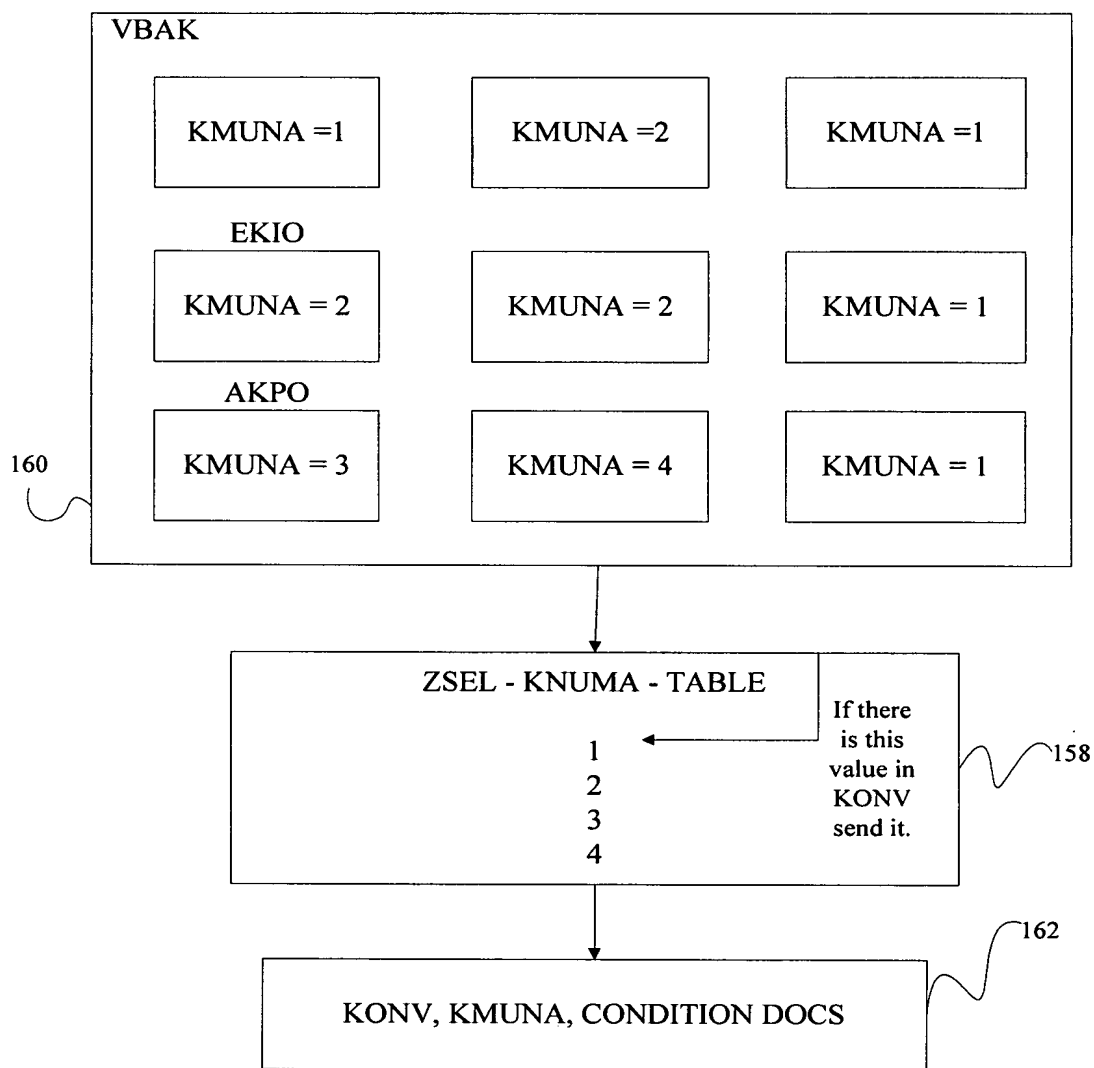 VBAK
KMUNA =1
KMUNA =2
KMUNA =1
EKIO
KMUNA = 2
KMUNA = 2
KMUNA = 1
AKPO
KMUNA = 3
KMUNA = 4
KMUNA = 1
160
ZSEL - KNUMA - TABLE
1
2
3
4
If there
is this
value in
KONV
send it.
158
162
KONV, KMUNA, CONDITION DOCS